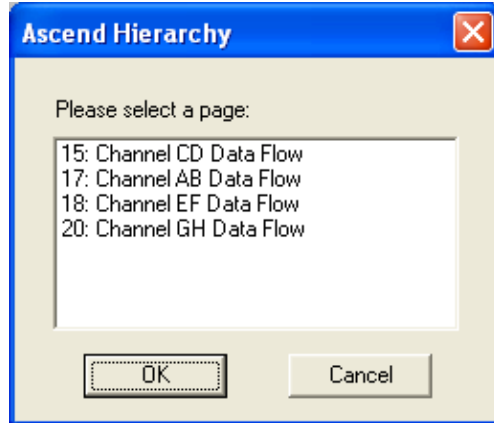 Ascend Hierarchy
Please select a page:
15: Channel CD Data Flow
17: Channel AB Data Flow
18: Channel EF Data Flow
20: Channel GH Data Flow
OK Cancel